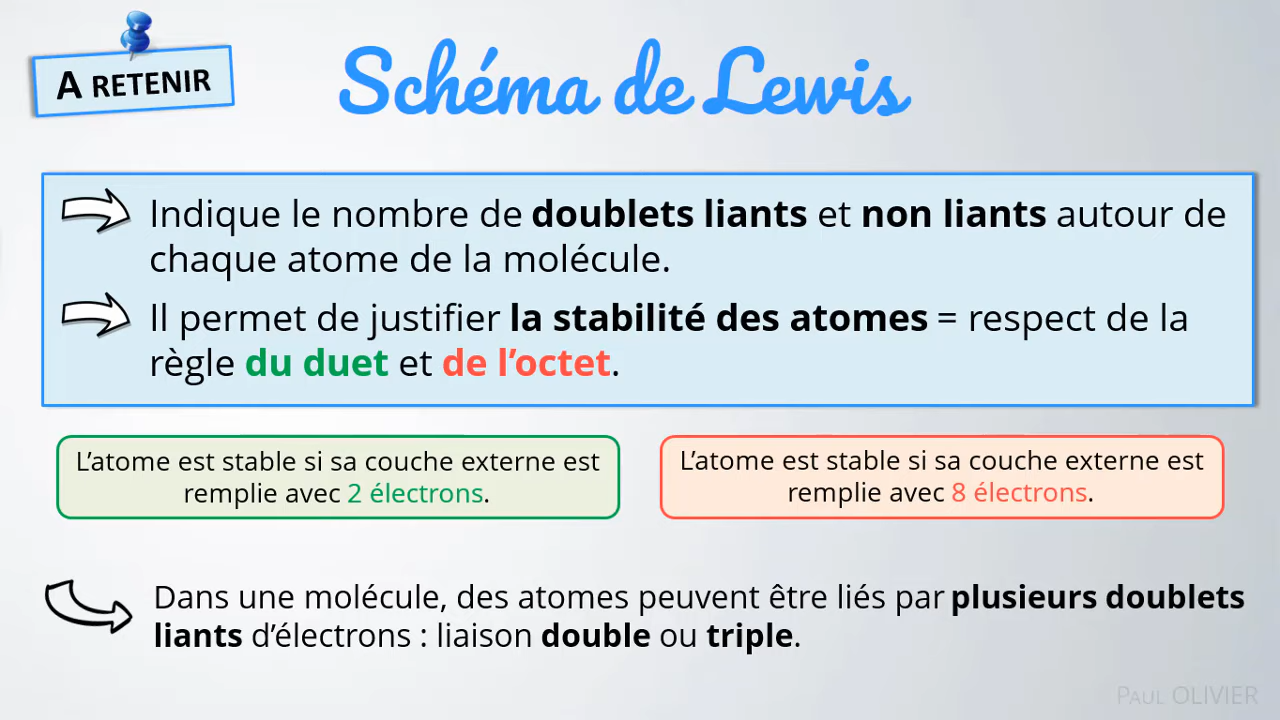 A RETENIR
Schéma de Lewis
Indique le nombre de doublets liants et non liants autour de
chaque atome de la molécule.
Il permet de justifier la stabilité des atomes = respect de la
règle du duet et de l’octet.
L’atome est stable si sa couche externe est
remplie avec 2 électrons.
L’atome est stable si sa couche externe est
remplie avec 8 électrons.
Dans une molécule, des atomes peuvent être liés par plusieurs doublets
liants d’électrons : liaison double ou triple.
PAUL OLIVIER